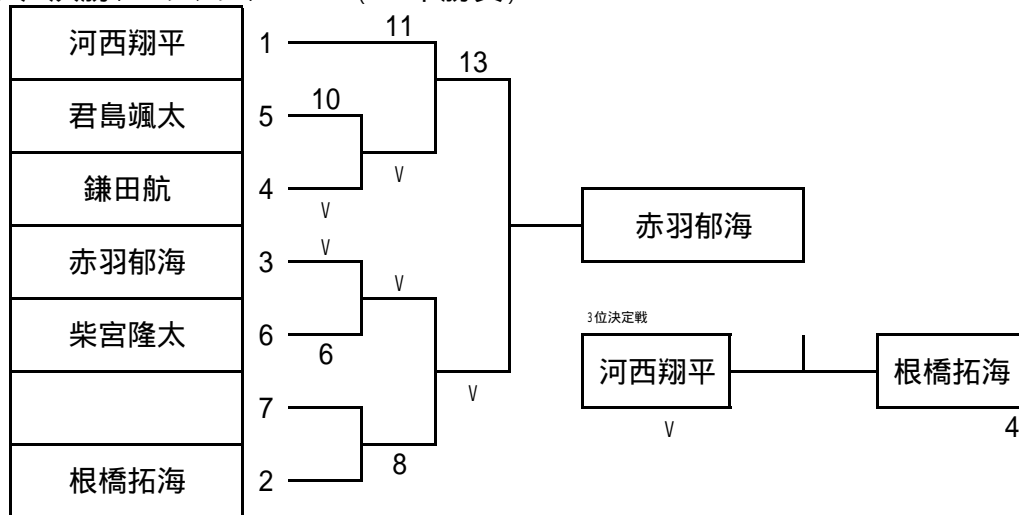 河西翔平 1 11
13
君島颯太 5 10
V
鎌田航 4
V
赤羽郁海
赤羽郁海 3 V
V
柴宮隆太 6 6
3位決定戦
河西翔平 根橋拓海
V
7
V 4
8
根橋拓海 2